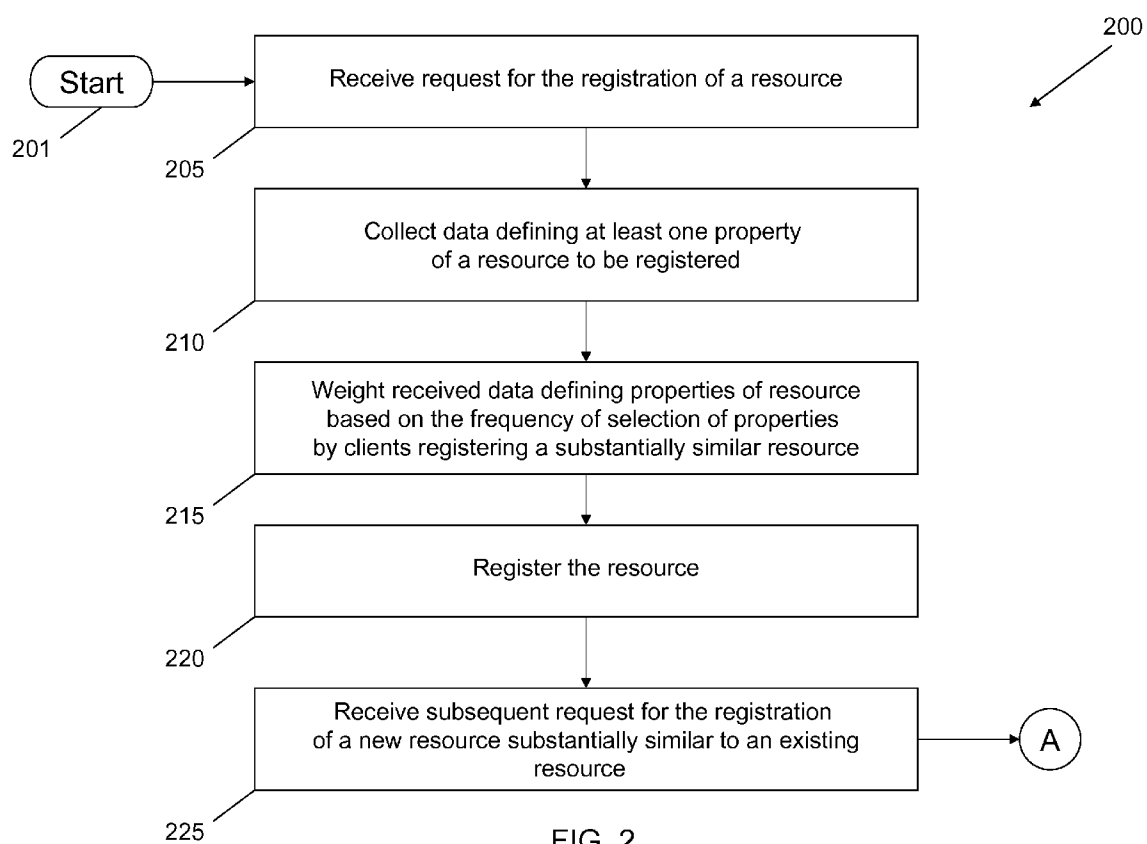 200
Start
201
Receive request for the registration of a resource
205
Collect data defining at least one property
of a resource to be registered
210
Weight received data defining properties of resource
based on the frequency of selection of properties
by clients registering a substantially similar resource
215
Register the resource
220
Receive subsequent request for the registration
of a new resource substantially similar to an existing
resource
A
225
FIG. 2